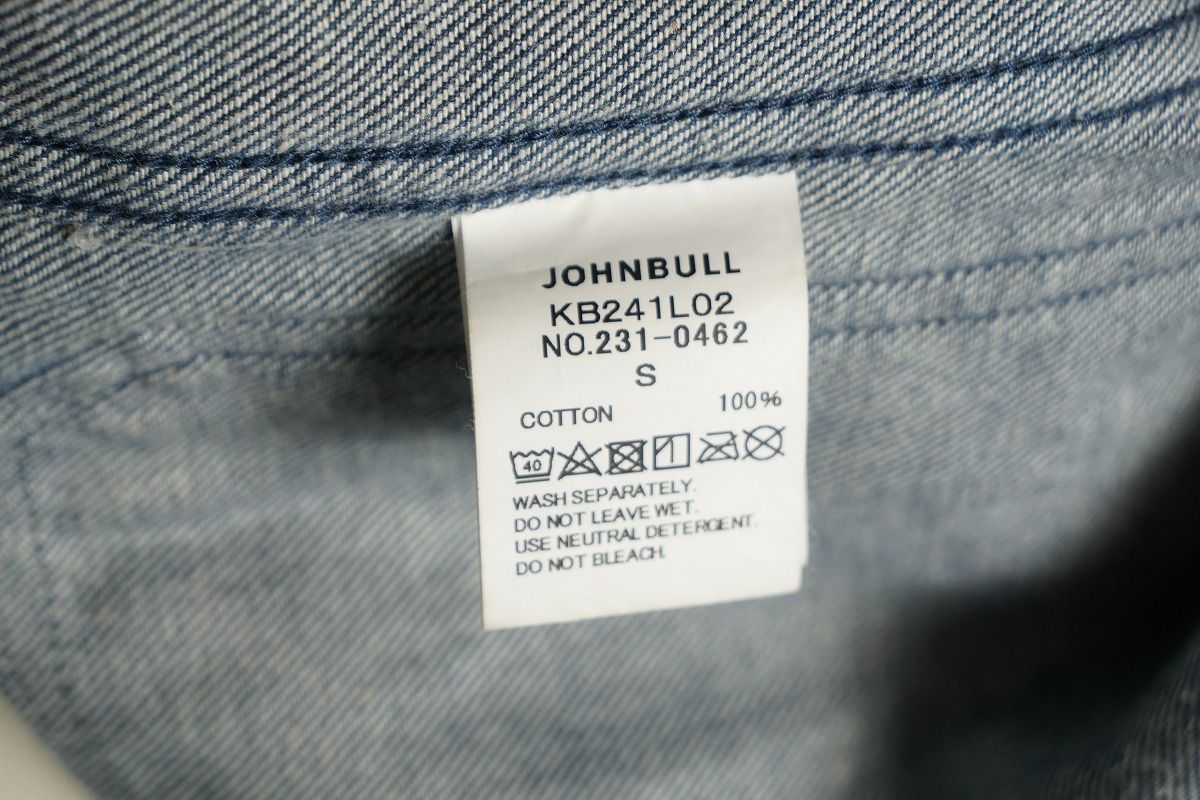 JOHNBULL
KB241L02
NO.231-0462
S
COTTON 100%
40
WASH SEPARATELY.
DO NOT LEAVE WET.
USE NEUTRAL DETERGENT.
DO NOT BLEACH.